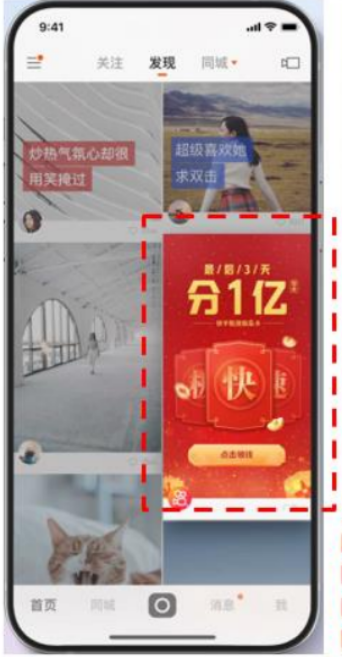 9:41
关注 发现 同城
炒热气氛心却很
用笑掩过
超级喜欢她
求双击
最/后/3/天
分1亿
快
速
点击领钱
首页 同城 消息 我